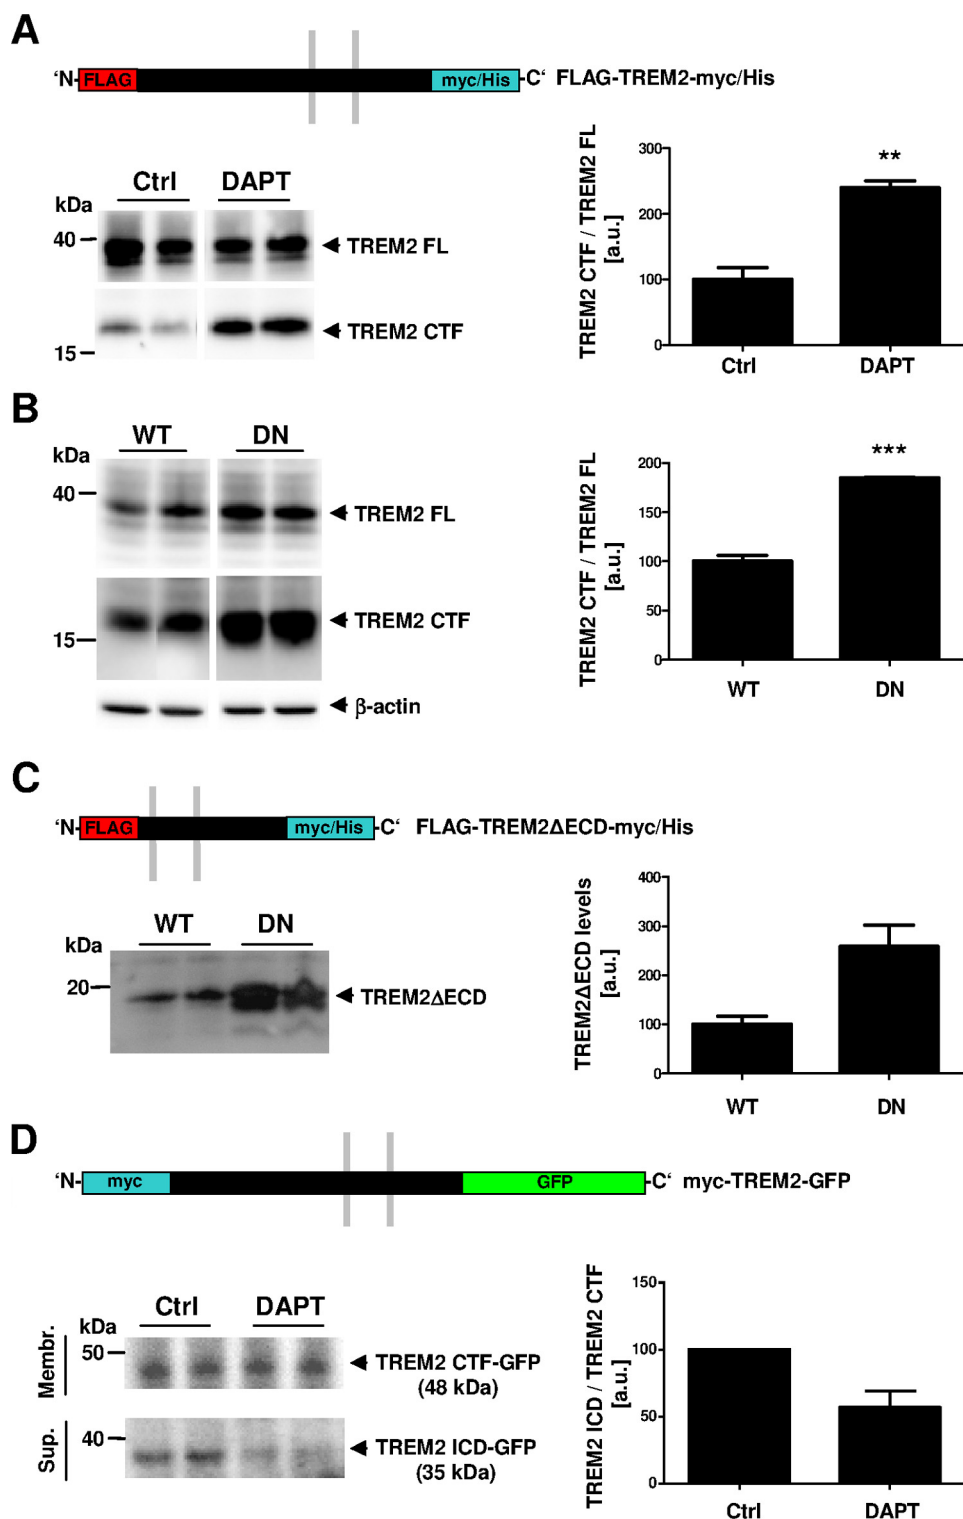 A
‘N- FLAG myc/His -C‘ FLAG-TREM2-myc/His
Ctrl DAPT
kDa
40
TREM2 FL
TREM2 CTF
15
TREM2 CTF / TREM2 FL
[a.u.]
300
200
100
0
Ctrl DAPT
**
B
WT DN
kDa
40
TREM2 FL
TREM2 CTF
15
β-actin
TREM2 CTF / TREM2 FL
[a.u.]
200
150
100
50
0
WT DN
***
C
‘N- FLAG myc/His -C‘ FLAG-TREM2ΔECD-myc/His
WT DN
kDa
20
TREM2ΔECD
TREM2ΔECD levels
[a.u.]
400
300
200
100
0
WT DN
D
‘N- myc GFP -C‘ myc-TREM2-GFP
Ctrl DAPT
kDa
Membr.
50
TREM2 CTF-GFP
(48 kDa)
Sup.
40
TREM2 ICD-GFP
(35 kDa)
TREM2 ICD / TREM2 CTF
[a.u.]
150
100
50
0
Ctrl DAPT